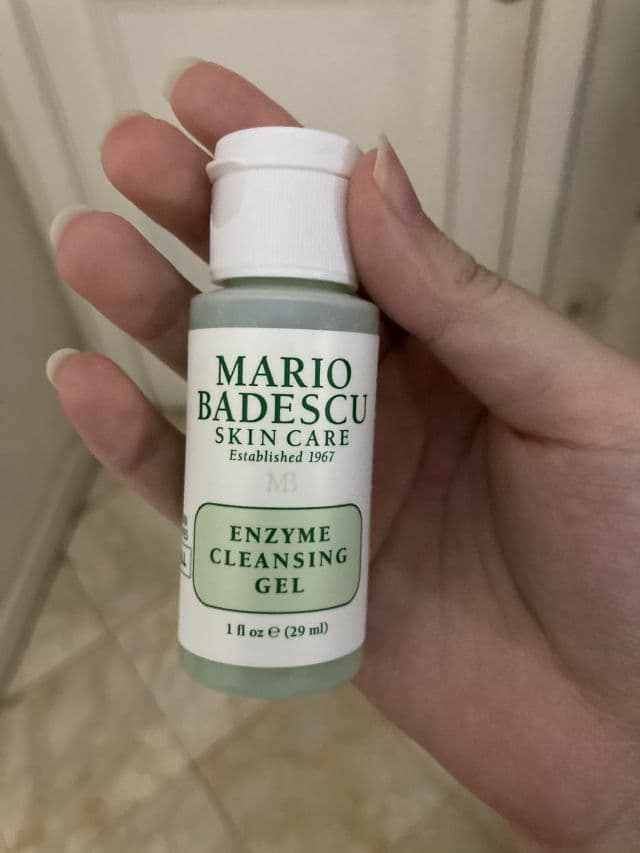 MARIO
BADESCU
SKIN CARE
Established 1967
MB
ENZYME
CLEANSING
GEL
1 fl oz ℮ (29 ml)